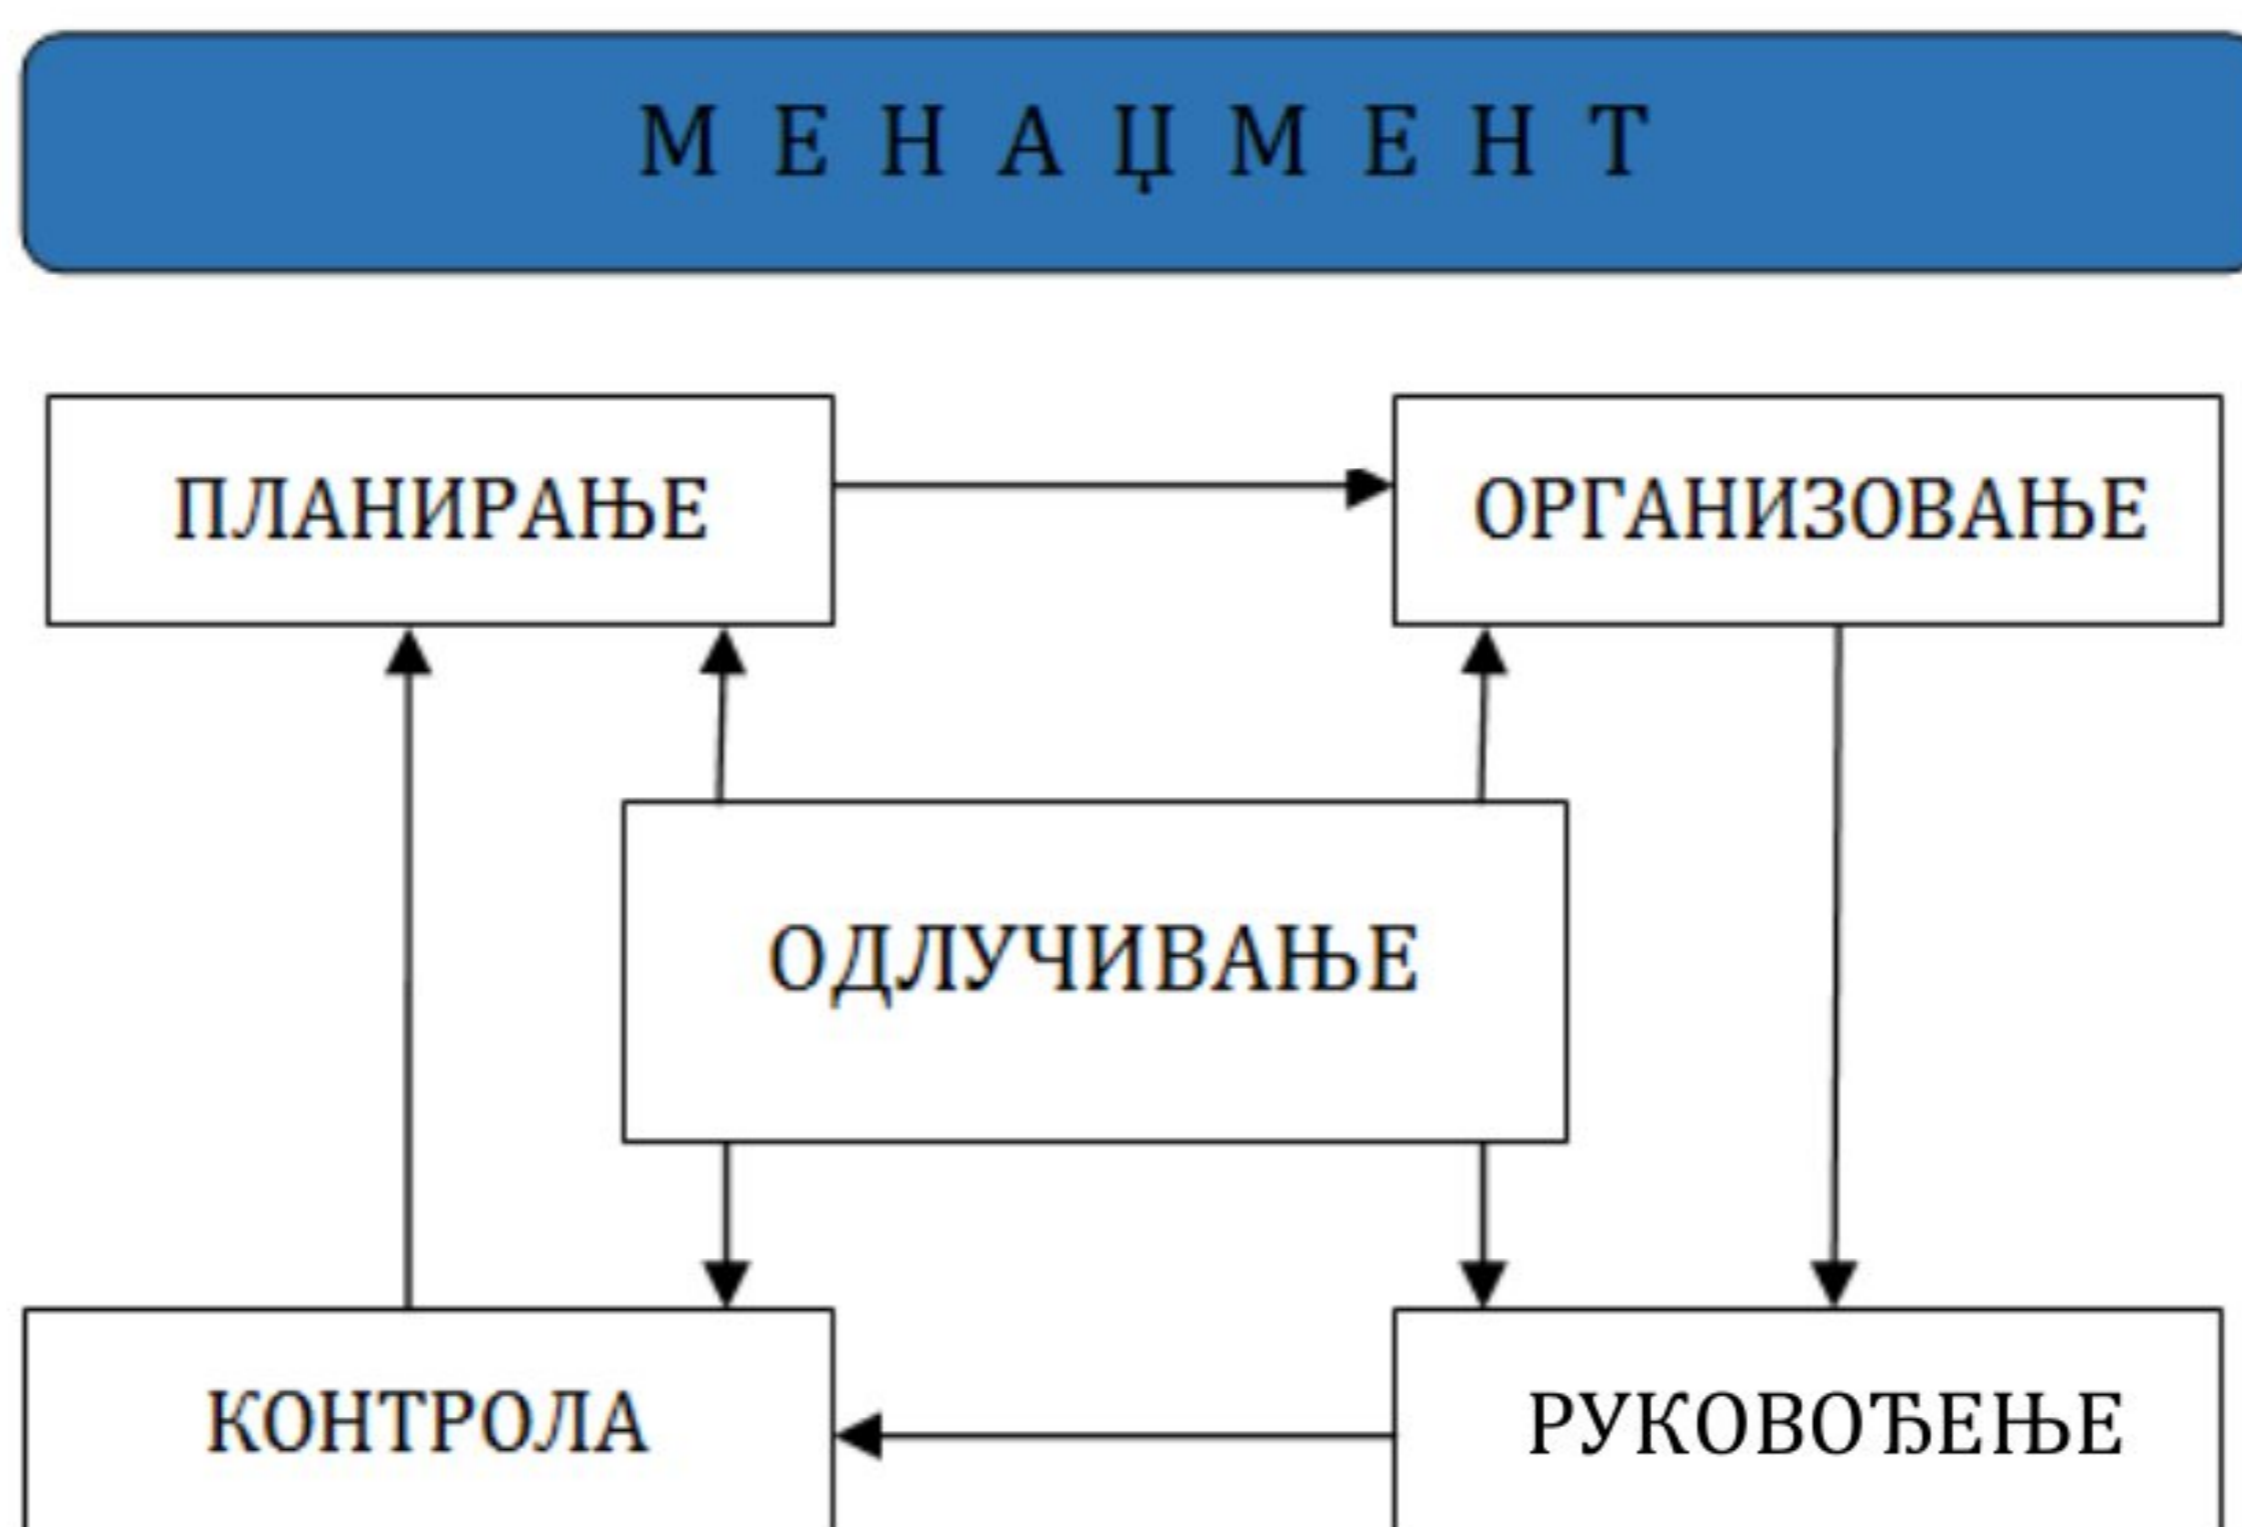 М Е Н А Џ М Е Н Т
ПЛАНИРАЊЕ
ОРГАНИЗОВАЊЕ
ОДЛУЧИВАЊЕ
КОНТРОЛА
РУКОВОЂЕЊЕ